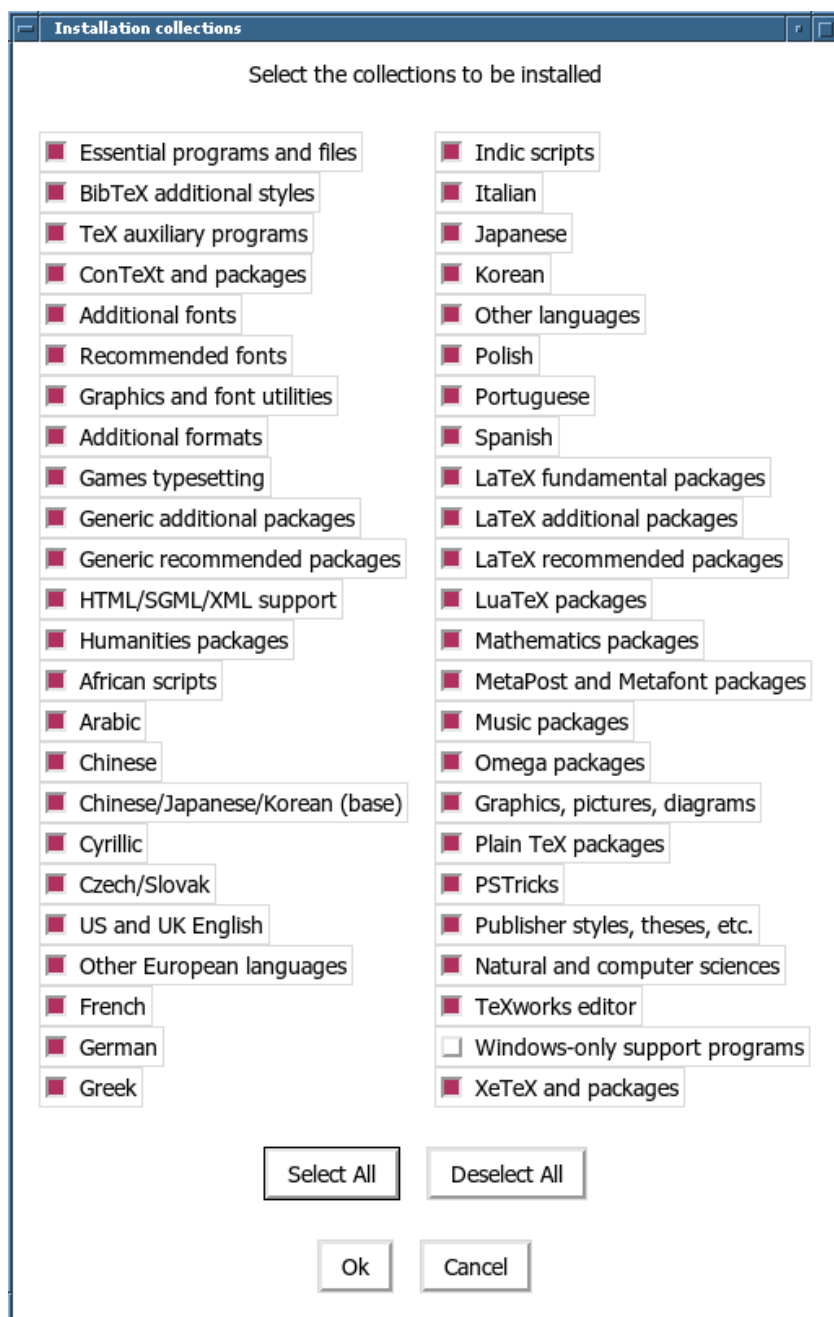 Installation collections
Select the collections to be installed
Essential programs and files
BibTeX additional styles
TeX auxiliary programs
ConTeXt and packages
Additional fonts
Recommended fonts
Graphics and font utilities
Additional formats
Games typesetting
Generic additional packages
Generic recommended packages
HTML/SGML/XML support
Humanities packages
African scripts
Arabic
Chinese
Chinese/Japanese/Korean (base)
Cyrillic
Czech/Slovak
US and UK English
Other European languages
French
German
Greek
Indic scripts
Italian
Japanese
Korean
Other languages
Polish
Portuguese
Spanish
LaTeX fundamental packages
LaTeX additional packages
LaTeX recommended packages
LuaTeX packages
Mathematics packages
MetaPost and Metafont packages
Music packages
Omega packages
Graphics, pictures, diagrams
Plain TeX packages
PSTricks
Publisher styles, theses, etc.
Natural and computer sciences
TeXworks editor
Windows-only support programs
XeTeX and packages
Select All
Deselect All
Ok
Cancel